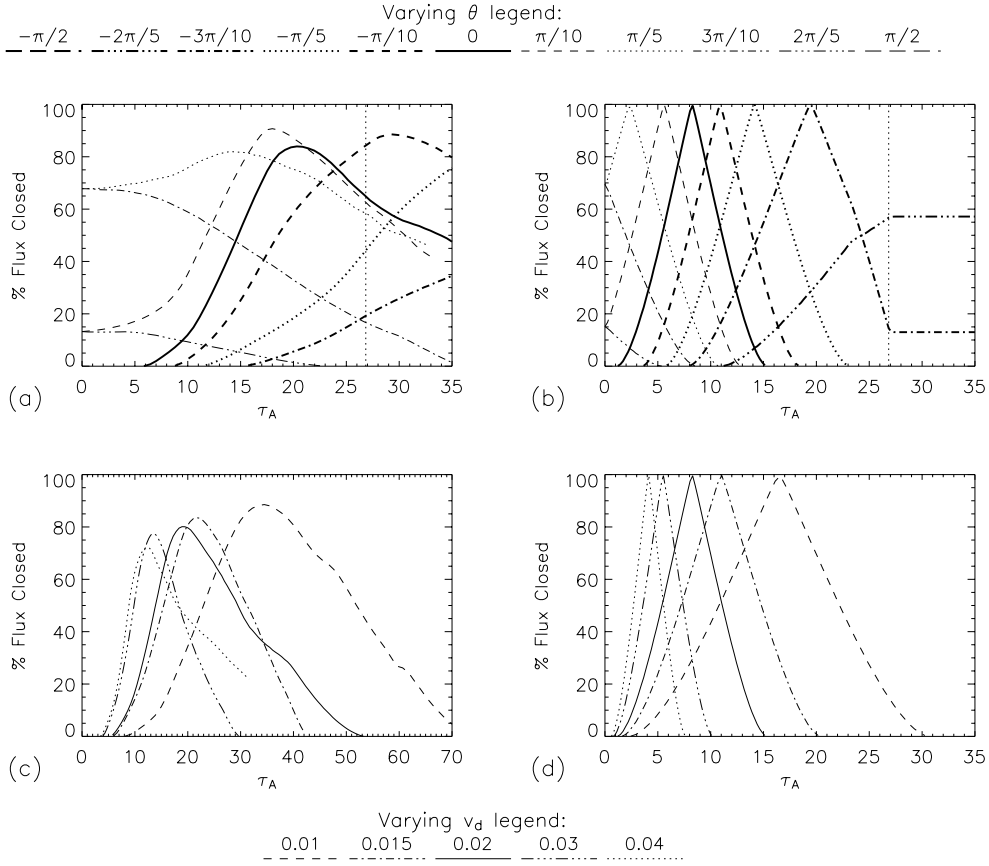 Varying θ legend:
−π/2 −2π/5 −3π/10 −π/5 −π/10 0 π/10 π/5 3π/10 2π/5 π/2
100
80
60
40
20
0
% Flux Closed
0 5 10 15 20 25 30 35
τA
(a)
100
80
60
40
20
0
% Flux Closed
0 5 10 15 20 25 30 35
τA
(b)
100
80
60
40
20
0
% Flux Closed
0 10 20 30 40 50 60 70
τA
(c)
100
80
60
40
20
0
% Flux Closed
0 5 10 15 20 25 30 35
τA
(d)
Varying vd legend:
0.01 0.015 0.02 0.03 0.04